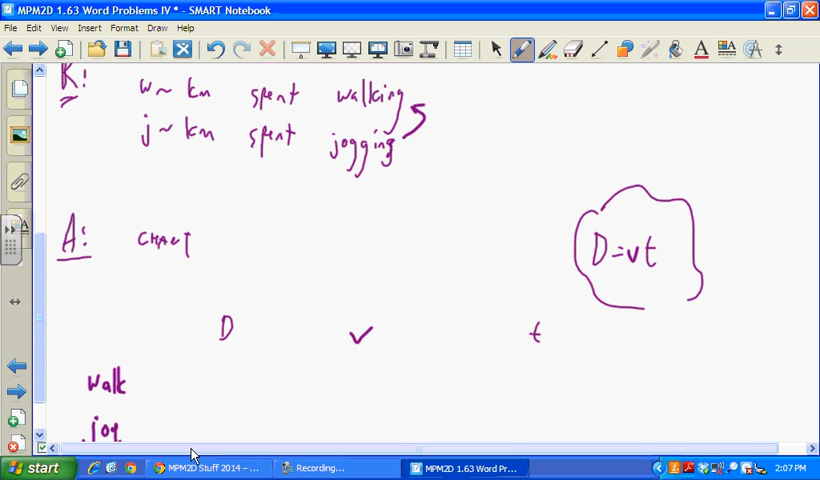 MPM2D 1.63 Word Problems IV * - SMART Notebook
File Edit View Insert Format Draw Help
K:
w ~ km spent walking
j ~ km spent jogging
A: CHART
D = vt
D v t
walk
jog
start
MPM2D Stuff 2014 – ...
Recording...
MPM2D 1.63 Word Pr...
2:07 PM